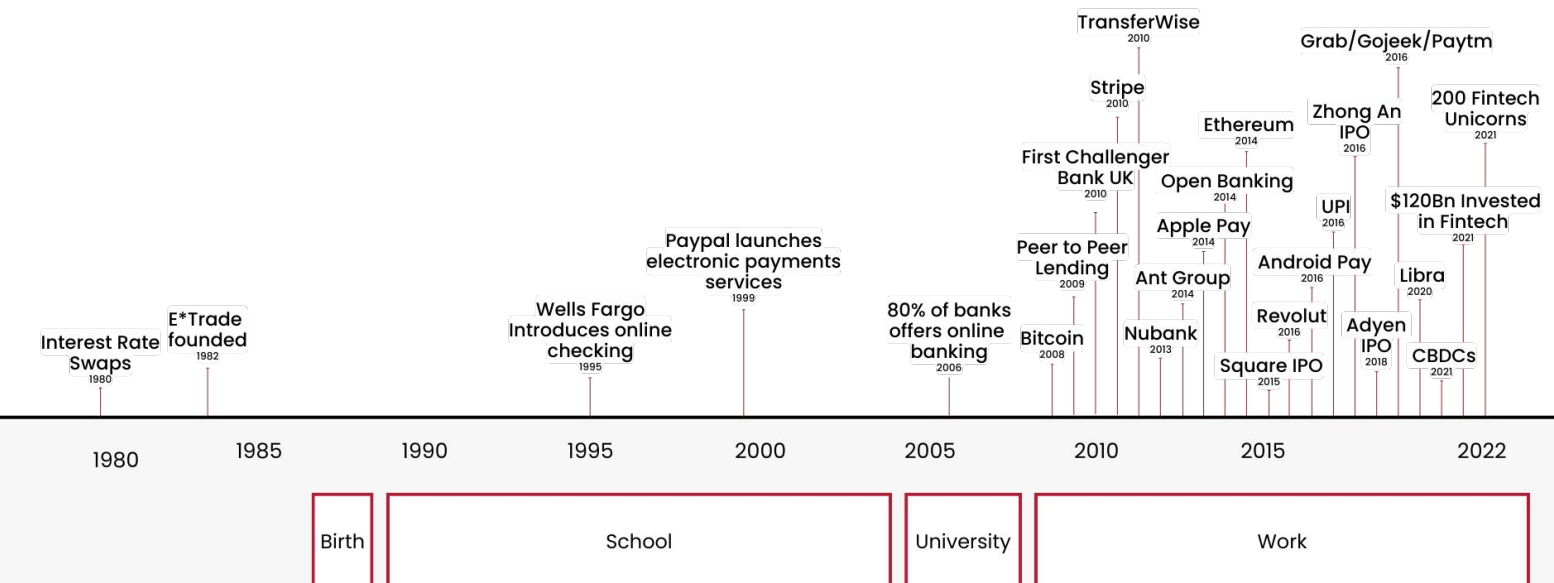 TransferWise
2010
Grab/Gojeek/Paytm
2016
Stripe
2010
200 Fintech
Unicorns
2021
Zhong An
IPO
2016
Ethereum
2014
First Challenger
Bank UK
2010
Open Banking
2014
$120Bn Invested
in Fintech
2021
UPI
2016
Apple Pay
2014
Paypal launches
electronic payments
services
1999
Peer to Peer
Lending
2009
Android Pay
2016
Ant Group
2014
Libra
2020
Interest Rate
Swaps
1980
E*Trade
founded
1982
Wells Fargo
Introduces online
checking
1995
80% of banks
offers online
banking
2006
Bitcoin
2008
Nubank
2013
Revolut
2016
Square IPO
2015
Adyen
IPO
2018
CBDCs
2021
1980
1985
1990
1995
2000
2005
2010
2015
2022
Birth
School
University
Work